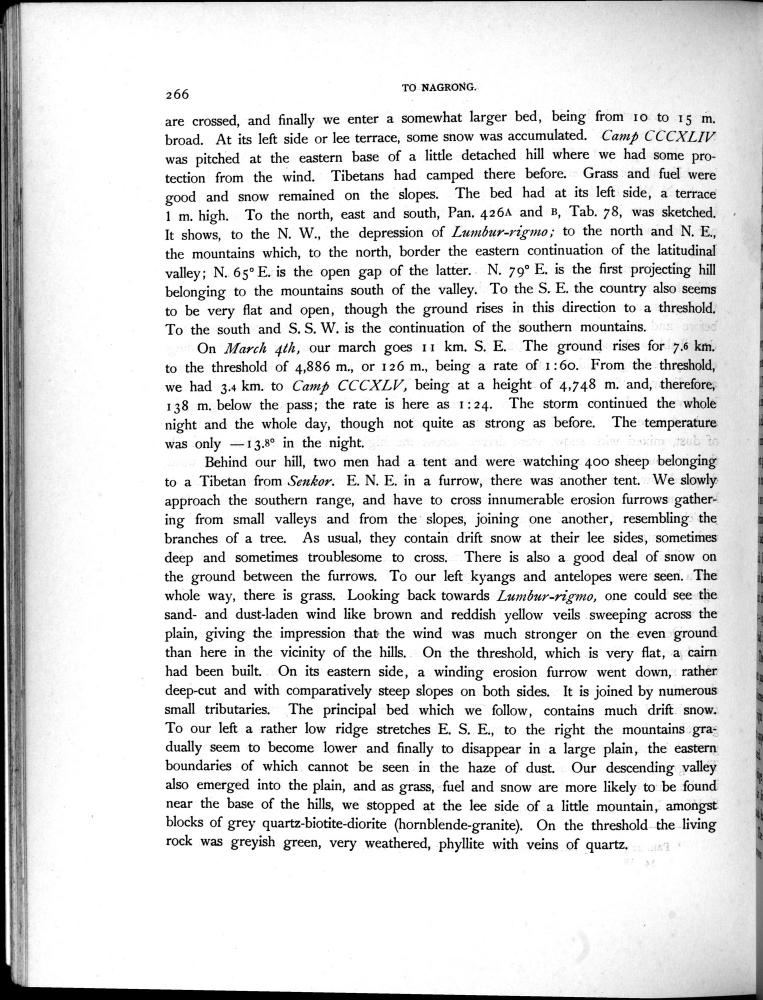 266
TO NAGRONG.
are crossed, and finally we enter a somewhat larger bed, being from 10 to 15 m.
broad. At its left side or lee terrace, some snow was accumulated. Camp CCCXLIV
was pitched at the eastern base of a little detached hill where we had some pro-
tection from the wind. Tibetans had camped there before. Grass and fuel were
good and snow remained on the slopes. The bed had at its left side, a terrace
1 m. high. To the north, east and south, Pan. 426A and B, Tab. 78, was sketched.
It shows, to the N. W., the depression of Lumbur-rigmo; to the north and N. E.,
the mountains which, to the north, border the eastern continuation of the latitudinal
valley; N. 65° E. is the open gap of the latter. N. 79° E. is the first projecting hill
belonging to the mountains south of the valley. To the S. E. the country also seems
to be very flat and open, though the ground rises in this direction to a threshold.
To the south and S. S. W. is the continuation of the southern mountains.
On March 4th, our march goes 11 km. S. E. The ground rises for 7.6 km.
to the threshold of 4,886 m., or 126 m., being a rate of 1:60. From the threshold,
we had 3.4 km. to Camp CCCXLV, being at a height of 4,748 m. and, therefore,
138 m. below the pass; the rate is here as 1:24. The storm continued the whole
night and the whole day, though not quite as strong as before. The temperature
was only —13.8° in the night.
Behind our hill, two men had a tent and were watching 400 sheep belonging
to a Tibetan from Senkor. E. N. E. in a furrow, there was another tent. We slowly
approach the southern range, and have to cross innumerable erosion furrows gather-
ing from small valleys and from the slopes, joining one another, resembling the
branches of a tree. As usual, they contain drift snow at their lee sides, sometimes
deep and sometimes troublesome to cross. There is also a good deal of snow on
the ground between the furrows. To our left kyangs and antelopes were seen. The
whole way, there is grass. Looking back towards Lumbur-rigmo, one could see the
sand- and dust-laden wind like brown and reddish yellow veils sweeping across the
plain, giving the impression that the wind was much stronger on the even ground
than here in the vicinity of the hills. On the threshold, which is very flat, a cairn
had been built. On its eastern side, a winding erosion furrow went down, rather
deep-cut and with comparatively steep slopes on both sides. It is joined by numerous
small tributaries. The principal bed which we follow, contains much drift snow.
To our left a rather low ridge stretches E. S. E., to the right the mountains gra-
dually seem to become lower and finally to disappear in a large plain, the eastern
boundaries of which cannot be seen in the haze of dust. Our descending valley
also emerged into the plain, and as grass, fuel and snow are more likely to be found
near the base of the hills, we stopped at the lee side of a little mountain, amongst
blocks of grey quartz-biotite-diorite (hornblende-granite). On the threshold the living
rock was greyish green, very weathered, phyllite with veins of quartz.